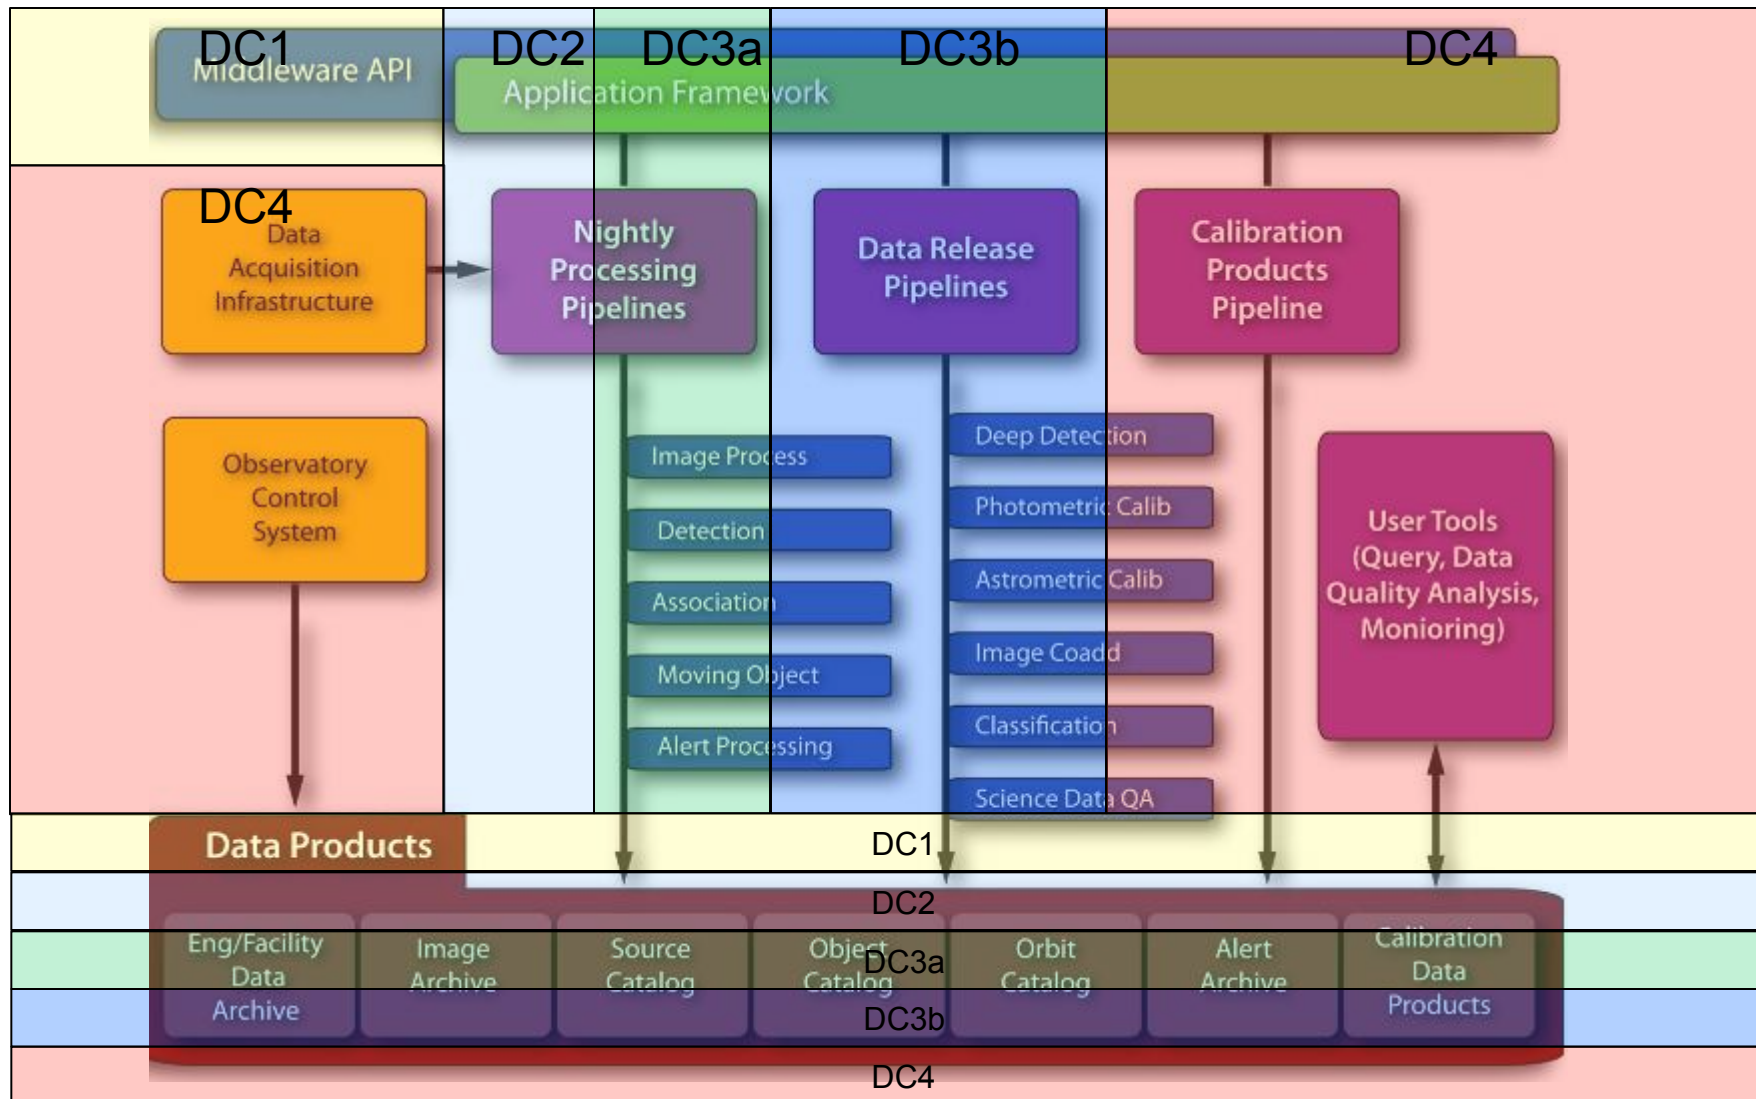 DC1
DC2
DC3a
DC3b
DC4
Middleware API
Application Framework
DC4
Data
Acquisition
Infrastructure
Nightly
Processing
Pipelines
Data Release
Pipelines
Calibration
Products
Pipeline
Observatory
Control
System
Image Process
Detection
Association
Moving Object
Alert Processing
Deep Detection
Photometric Calib
Astrometric Calib
Image Coadd
Classification
Science Data QA
User Tools
(Query, Data
Quality Analysis,
Monioring)
Data Products
DC1
DC2
Eng/Facility
Data
Archive
Image
Archive
Source
Catalog
Object
Catalog
Orbit
Catalog
Alert
Archive
Calibration
Data
Products
DC3a
DC3b
DC4